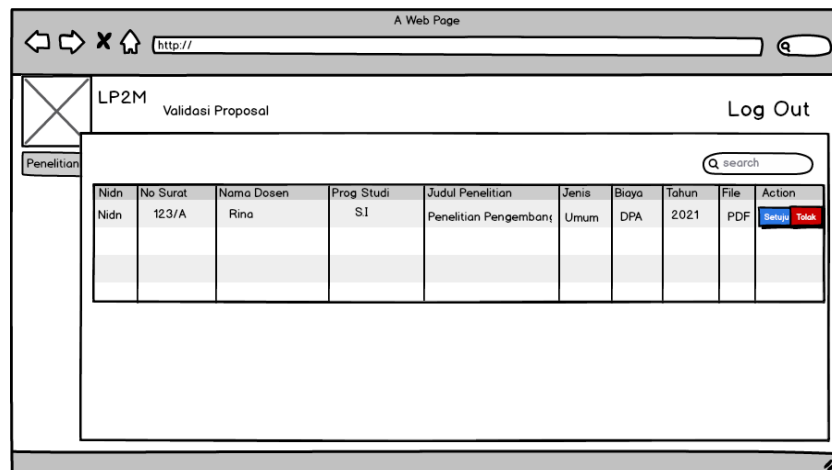 A Web Page
http://
LP2M
Validasi Proposal
Log Out
Penelitian
search
Nidn No Surat Nama Dosen Prog Studi Judul Penelitian Jenis Biaya Tahun File Action
Nidn 123/A Rina S.I Penelitian Pengembang Umum DPA 2021 PDF Setuju Tolak